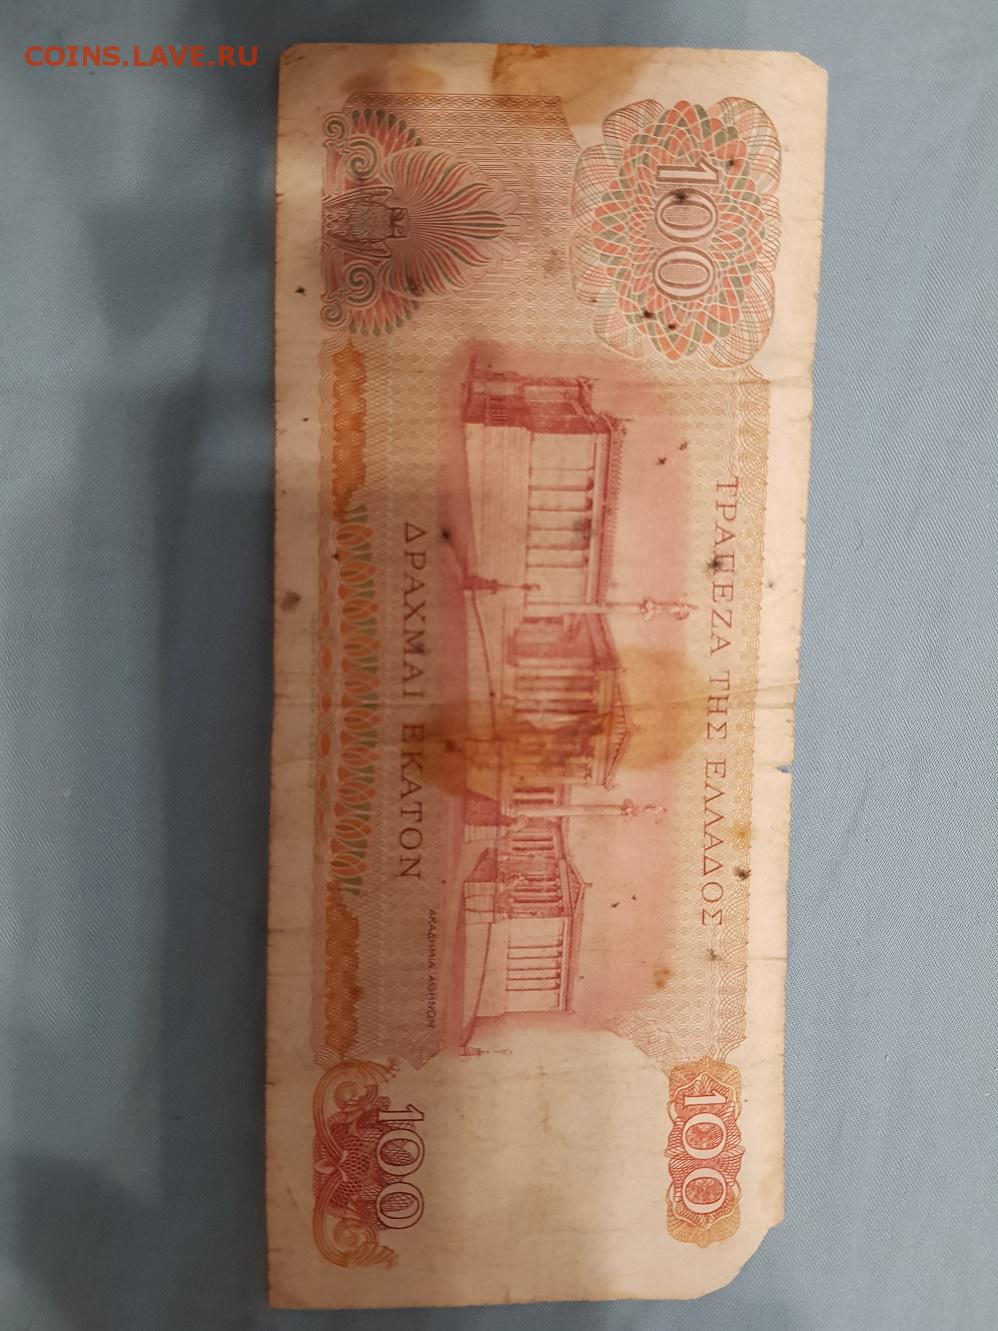 COINS.LAVE.RU
100
ΤΡΑΠΕΖΑ ΤΗΣ ΕΛΛΑΔΟΣ
100
ΔΡΑΧΜΑΙ ΕΚΑΤΟΝ
ΑΚΑΔΗΜΙΑ ΑΘΗΝΩΝ
100